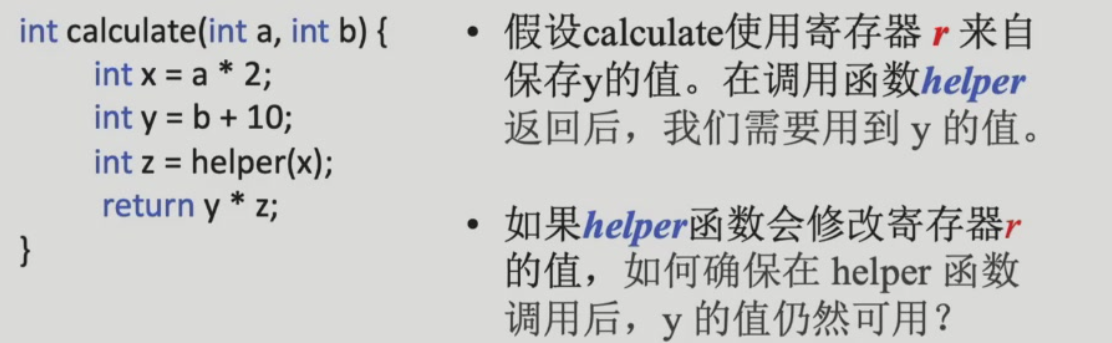 int calculate(int a, int b) {
int x = a * 2;
int y = b + 10;
int z = helper(x);
return y * z;
}
• 假设calculate使用寄存器 r 来自
保存y的值。在调用函数helper
返回后，我们需要用到 y 的值。
• 如果helper函数会修改寄存器r
的值，如何确保在 helper 函数
调用后，y 的值仍然可用？